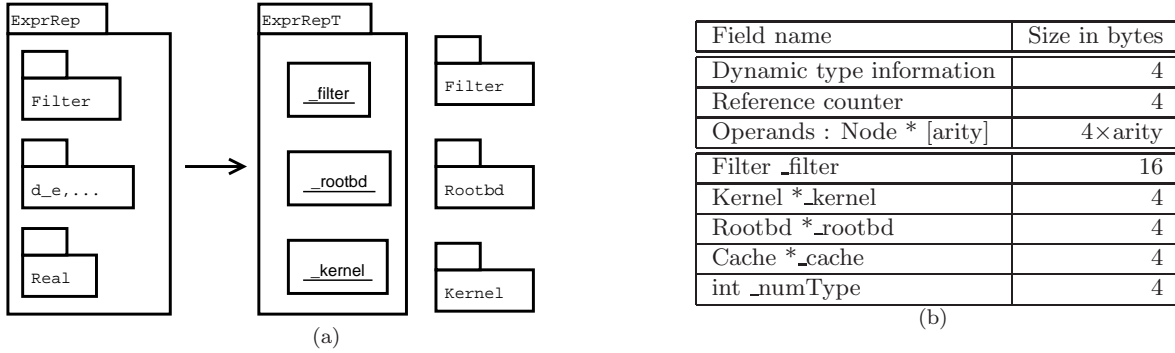 ExprRep
Filter
d_e,...
Real
ExprRepT
_filter
_rootbd
_kernel
Filter
Rootbd
Kernel
(a)
Field name Size in bytes
Dynamic type information 4
Reference counter 4
Operands : Node * [arity] 4×arity
Filter _filter 16
Kernel *_kernel 4
Rootbd *_rootbd 4
Cache *_cache 4
int _numType 4
(b)